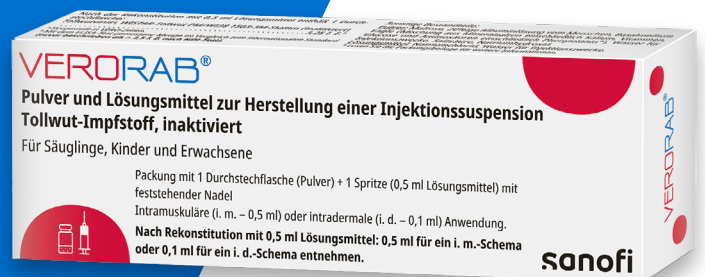 VERORAB®
Pulver und Lösungsmittel zur Herstellung einer Injektionssuspension
Tollwut-Impfstoff, inaktiviert
Für Säuglinge, Kinder und Erwachsene
Packung mit 1 Durchstechflasche (Pulver) + 1 Spritze (0,5 ml Lösungsmittel) mit
feststehender Nadel
Intramuskuläre (i. m. – 0,5 ml) oder intradermale (i. d. – 0,1 ml) Anwendung.
Nach Rekonstitution mit 0,5 ml Lösungsmittel: 0,5 ml für ein i. m.-Schema
oder 0,1 ml für ein i. d.-Schema entnehmen.
sanofi
VERORAB®